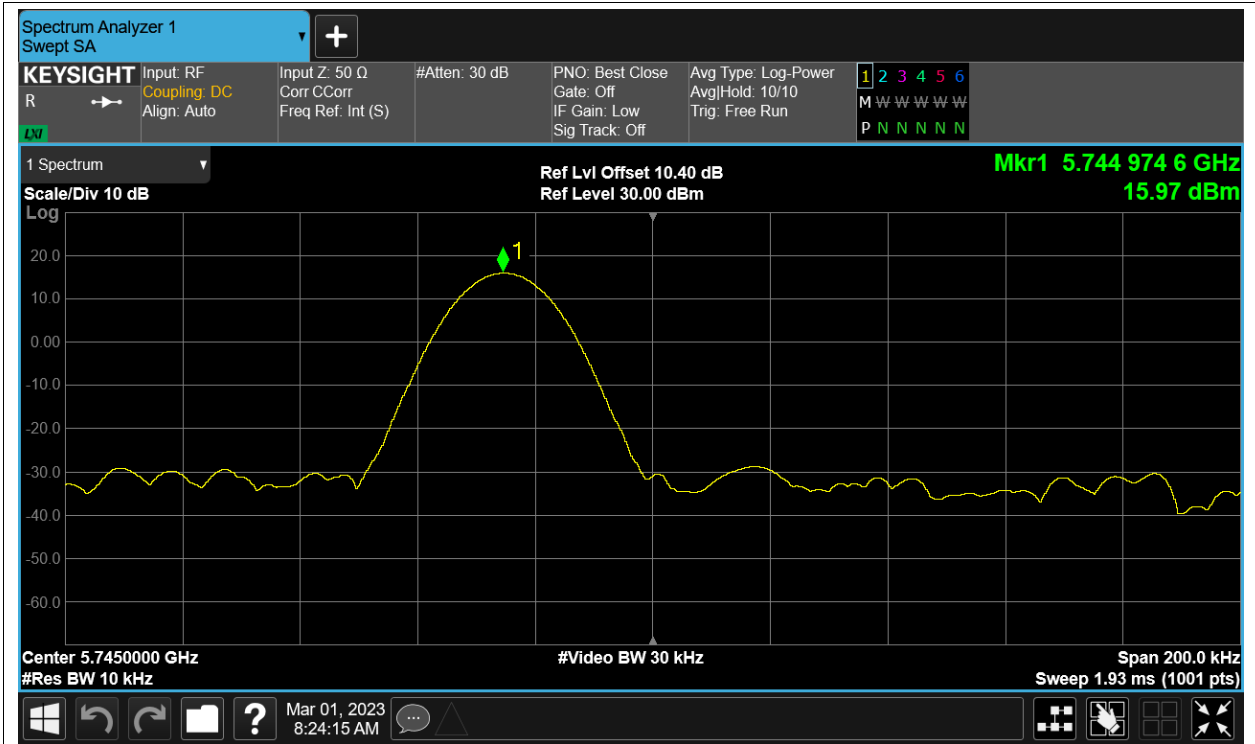 Spectrum Analyzer 1
Swept SA
KEYSIGHT
R
LXI
Input: RF
Coupling: DC
Align: Auto
Input Z: 50 Ω
Corr CCorr
Freq Ref: Int (S)
#Atten: 30 dB
PNO: Best Close
Gate: Off
IF Gain: Low
Sig Track: Off
Avg Type: Log-Power
Avg|Hold: 10/10
Trig: Free Run
1 2 3 4 5 6
M W W W W W
P N N N N N
1 Spectrum
Scale/Div 10 dB
Log
Ref Lvl Offset 10.40 dB
Ref Level 30.00 dBm
Mkr1 5.744 974 6 GHz
15.97 dBm
1
20.0
10.0
0.00
-10.0
-20.0
-30.0
-40.0
-50.0
-60.0
Center 5.7450000 GHz
#Res BW 10 kHz
#Video BW 30 kHz
Span 200.0 kHz
Sweep 1.93 ms (1001 pts)
?
Mar 01, 2023
8:24:15 AM